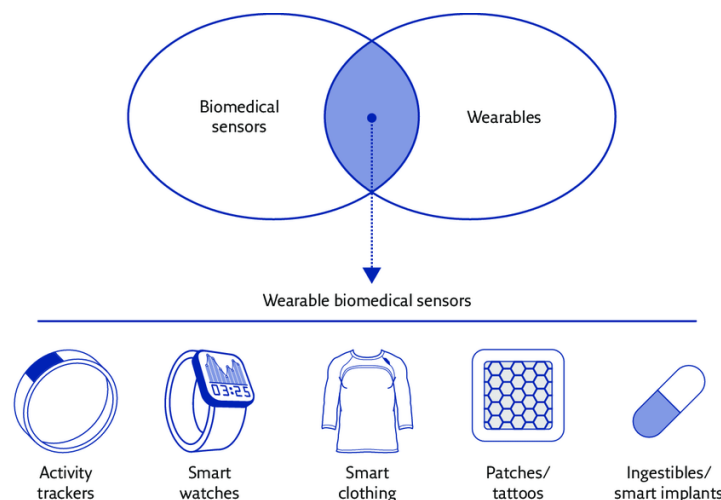 Biomedical
sensors
Wearables
Wearable biomedical sensors
03:25
Activity
trackers
Smart
watches
Smart
clothing
Patches/
tattoos
Ingestibles/
smart implants